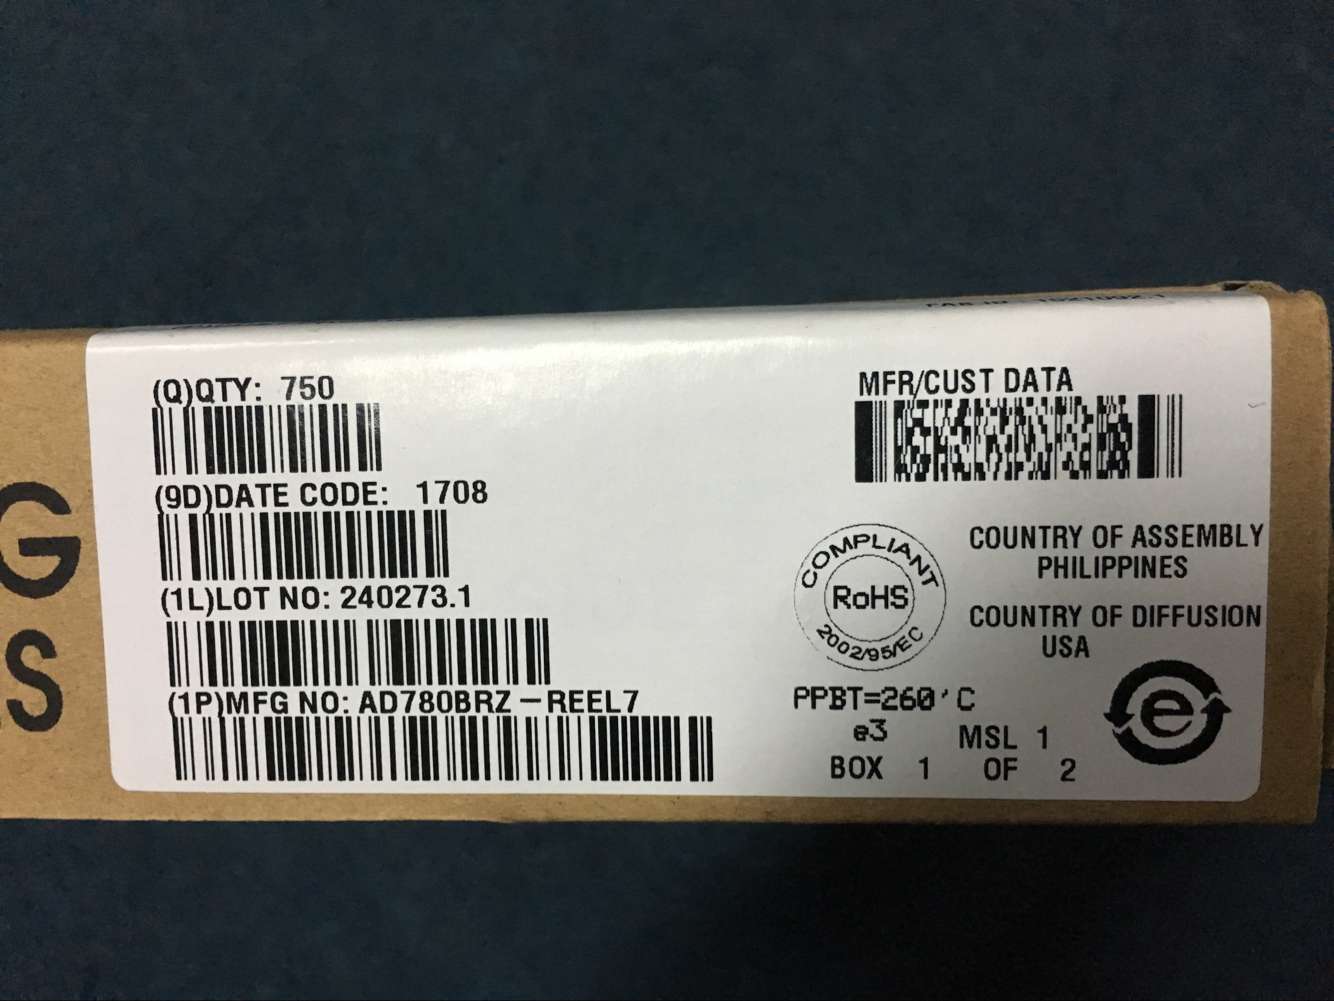 (Q)QTY: 750
(9D)DATE CODE: 1708
(1L)LOT NO: 240273.1
(1P)MFG NO: AD780BRZ-REEL7
MFR/CUST DATA
COMPLIANT
RoHS
2002/95/EC
COUNTRY OF ASSEMBLY
PHILIPPINES
COUNTRY OF DIFFUSION
USA
PPBT=260'C
e3 MSL 1
BOX 1 OF 2
e
G
S